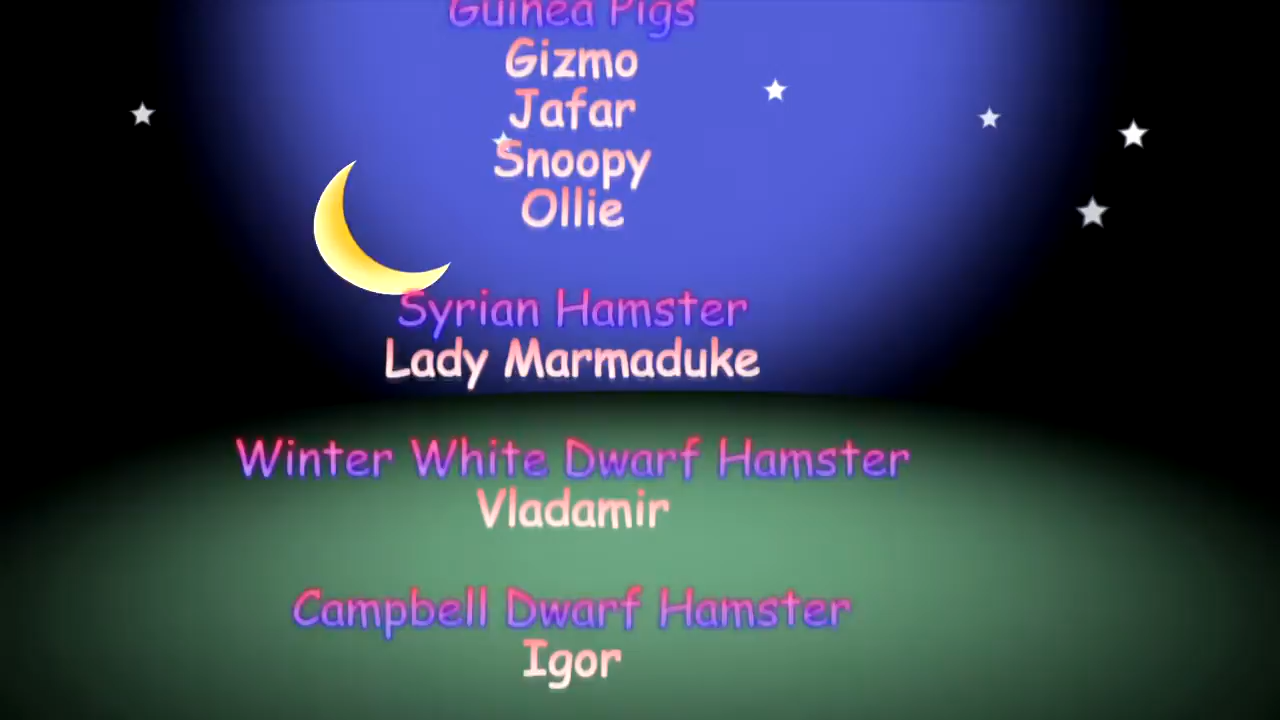 Guinea Pigs
Gizmo
Jafar
Snoopy
Ollie
Syrian Hamster
Lady Marmaduke
Winter White Dwarf Hamster
Vladamir
Campbell Dwarf Hamster
Igor